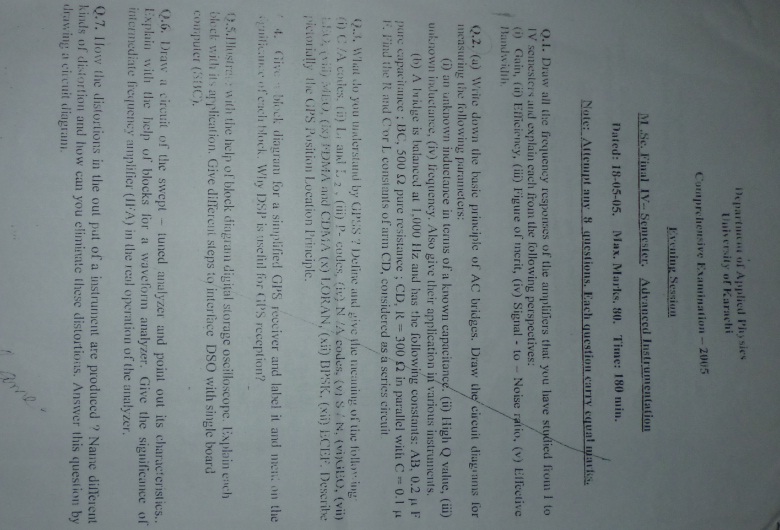 Department of Applied Physics
University of Karachi
Comprehensive Examination – 2005
Evening Session
M .Sc. Final IV- Semester, Advanced Instrumentation
Dated: 18-05-05. Max. Marks. 80. Time: 180 min.
Note: Attempt any 8 questions. Each question carry equal marks.
Q.1. Draw all the frequency responses of the amplifiers that you have studied from I to
IV semesters and explain each from the following perspectives:
(i) Gain, (ii) Efficiency, (iii) Figure of merit, (iv) Signal - to – Noise ratio, (v) Effective
Bandwidth
Q.2. (a) Write down the basic principle of AC bridges. Draw the circuit diagrams for
measuring the following parameters:
(i) an unknown inductance in terms of a known capacitance, (ii) High Q value, (iii)
unknown inductance, (iv) frequency. Also give their application in various instruments.
(b) A bridge is balanced at 1,000 Hz and has the following constants: AB, 0.2 μ F
pure capacitance ; BC, 500 Ω pure resistance ; CD, R = 300 Ω in parallel with C = 0.1 μ
F. Find the R and C or L constants of arm CD, considered as a series circuit
Q.3. What do you understand by GPSS ? Define and give the meaning of the following
(i) C /A codes, (ii) L1 and L 2 , (iii) P- codes, (iv) N /A codes, (v) S / N, (vi) GEO, (vii)
LEO, (viii) MEO, (ix) FDMA and CDMA (x) LORAN, (xii) BPSK, (xii) ECEF. Describe
pictorially the GPS Position Location Principle.
4. Give a block diagram for a simplified GPS receiver and label it and the
significance of each block. Why DSP is useful for GPS reception?
Q.5. Illustrate with the help of block diagram digital storage oscilloscope. Explain each
block with its application. Give different steps to interface DSO with single board
computer (SBC).
Q.6. Draw a circuit of the swept – tuned analyzer and point out its characteristics..
Explain with the help of blocks for a waveform analyzer. Give the significance of
intermediate frequency amplifier (IFA) in the real operation of the analyzer.
Q.7. How the distortions in the out put of a instrument are produced ? Name different
kinds of distortion and how can you eliminate these distortions. Answer this question by
drawing a circuit diagram.